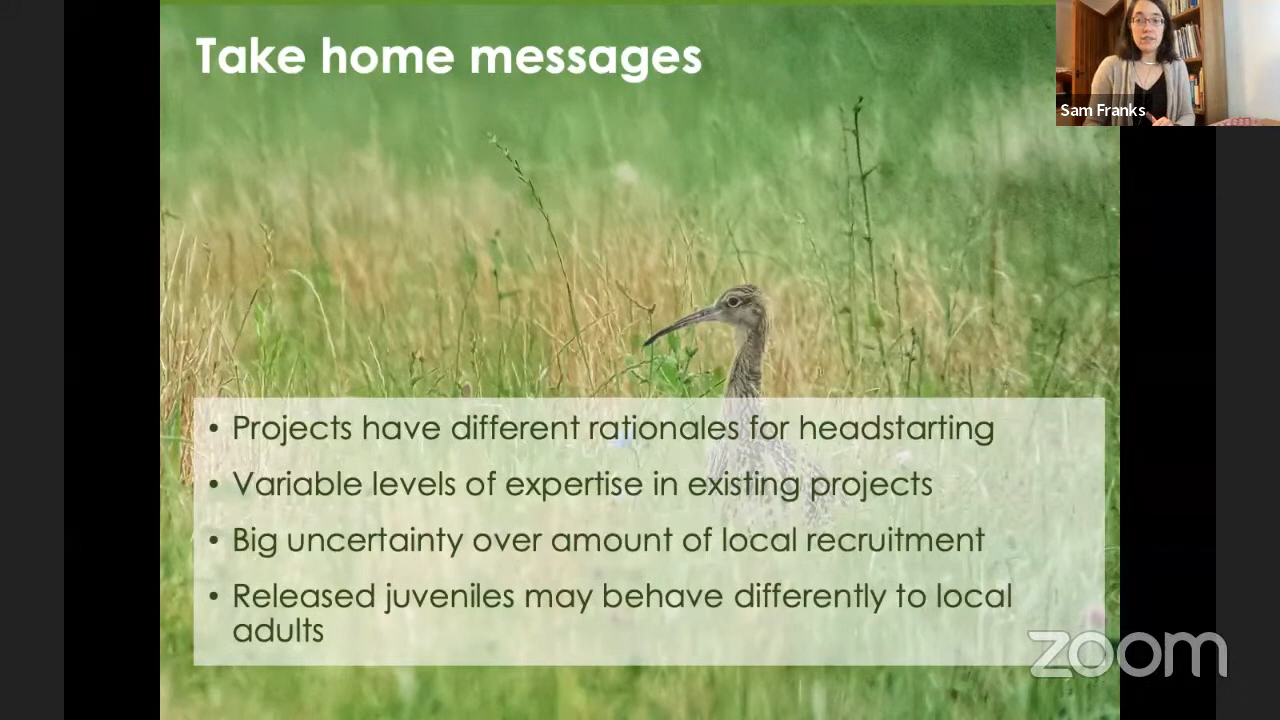 Take home messages
Sam Franks
• Projects have different rationales for headstarting
• Variable levels of expertise in existing projects
• Big uncertainty over amount of local recruitment
• Released juveniles may behave differently to local
adults
zoom